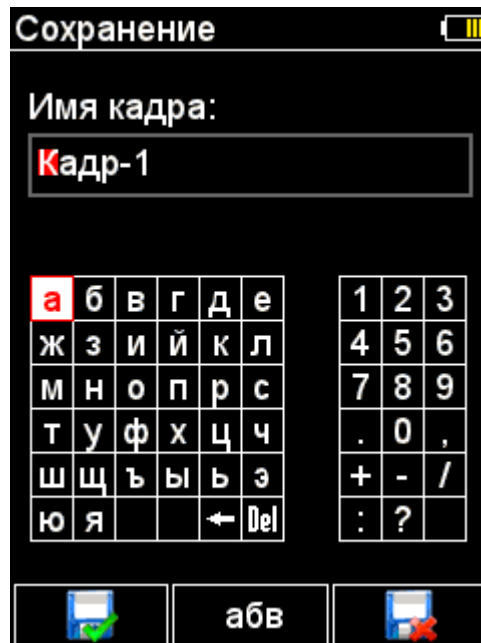 Сохранение
Имя кадра:
Кадр-1
а б в г д е 1 2 3
ж з и й к л 4 5 6
м н о п р с 7 8 9
т у ф х ц ч . 0 ,
ш щ ъ ы ь э + - /
ю я ← Del : ?
абв